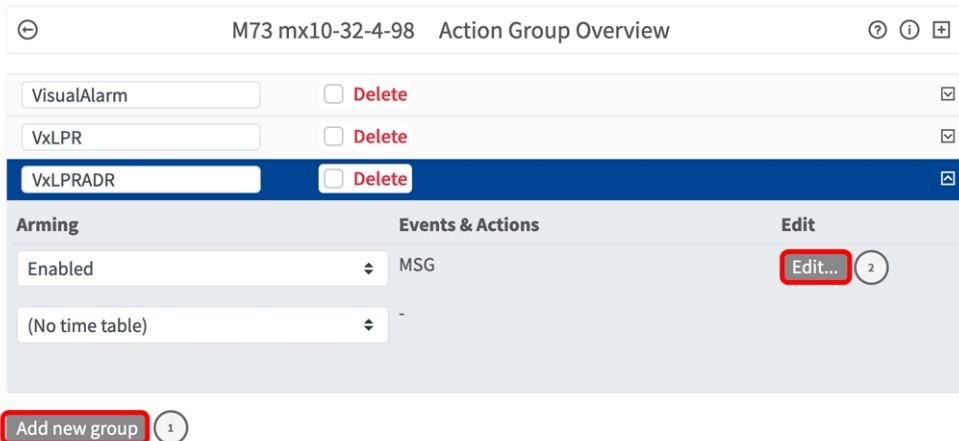 M73 mx10-32-4-98 Action Group Overview
VisualAlarm Delete
VxLPR Delete
VxLPRADR Delete
Arming Events & Actions Edit
Enabled MSG Edit... 2
(No time table) -
Add new group 1